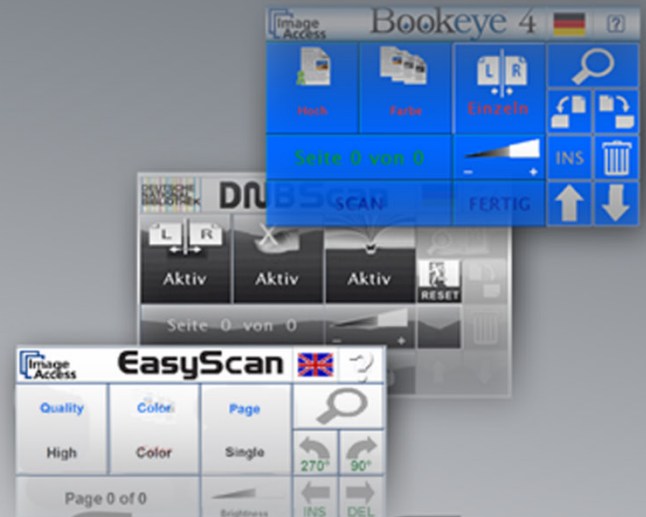 Image Access
Bookeye 4
?
L R
Hoch
Farbe
Einzeln
Seite 0 von 0
- +
INS
SCAN
FERTIG
DEUTSCHE NATIONAL BIBLIOTHEK
DNBScan
L R
X
Aktiv
Aktiv
Aktiv
RESET
Seite 0 von 0
- +
Image Access
EasyScan
?
Quality
Color
Page
High
Color
Single
270°
90°
Page 0 of 0
Brightness
INS
DEL